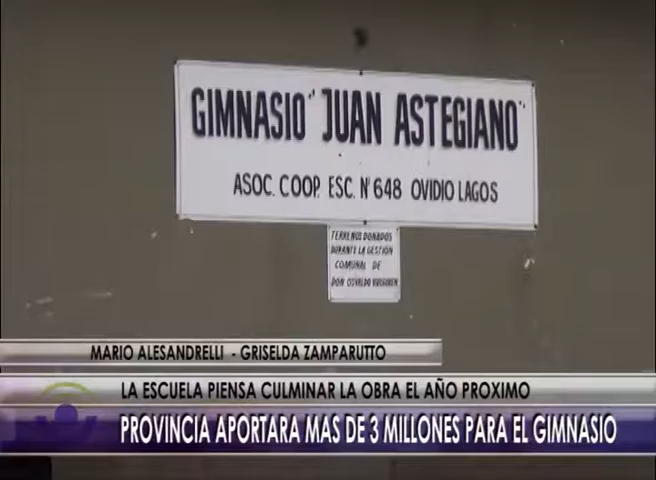 GIMNASIO "JUAN ASTEGIANO"
ASOC. COOP. ESC. Nº 648 OVIDIO LAGOS
TERRENOS DONADOS
DURANTE LA GESTION
COMUNAL DE
DON OSVALDO
MARIO ALESANDRELLI - GRISELDA ZAMPARUTTO
LA ESCUELA PIENSA CULMINAR LA OBRA EL AÑO PROXIMO
PROVINCIA APORTARA MAS DE 3 MILLONES PARA EL GIMNASIO